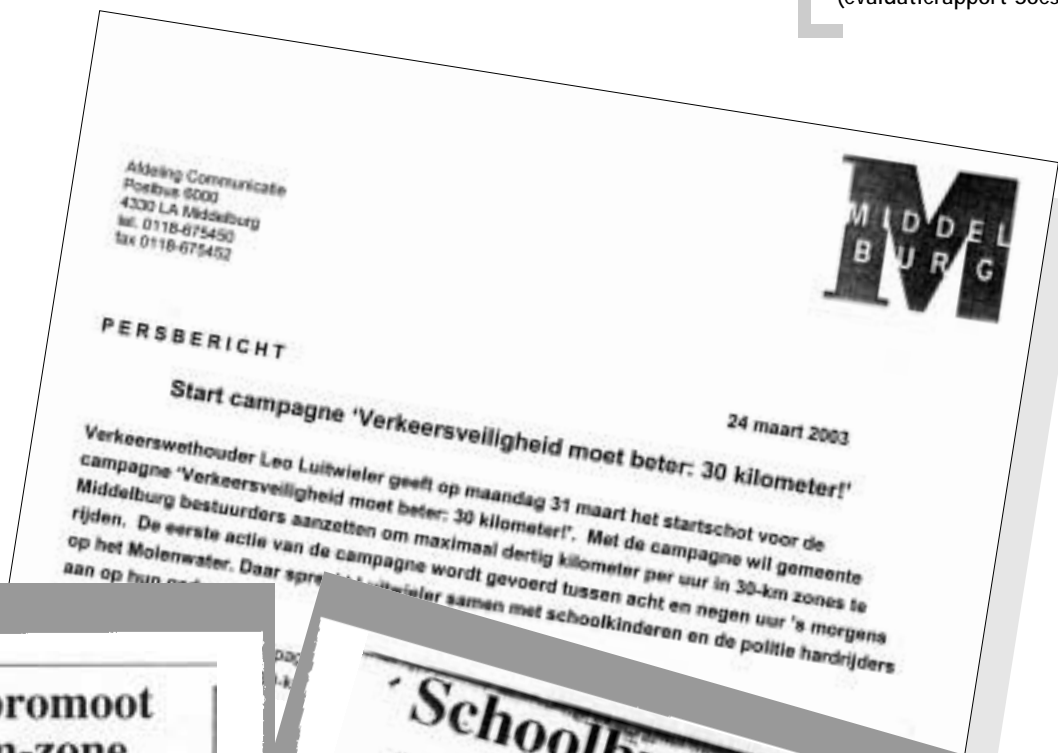 (evaluatierapport
Afdeling Communicatie
Postbus 6000
4330 LA Middelburg
tel. 0118-675450
fax 0118-675452
MIDDEL
BURG
PERSBERICHT
24 maart 2003
Start campagne ‘Verkeersveiligheid moet beter: 30 kilometer!’
Verkeerswethouder Leo Luitwieler geeft op maandag 31 maart het startschot voor de
campagne ‘Verkeersveiligheid moet beter: 30 kilometer!’. Met de campagne wil gemeente
Middelburg bestuurders aanzetten om maximaal dertig kilometer per uur in 30-km zones te
rijden. De eerste actie van de campagne wordt gevoerd tussen acht en negen uur 's morgens
op het Molenwater. Daar samen met schoolkinderen en de politie hardrijders
aan op hun
promoot
-zone